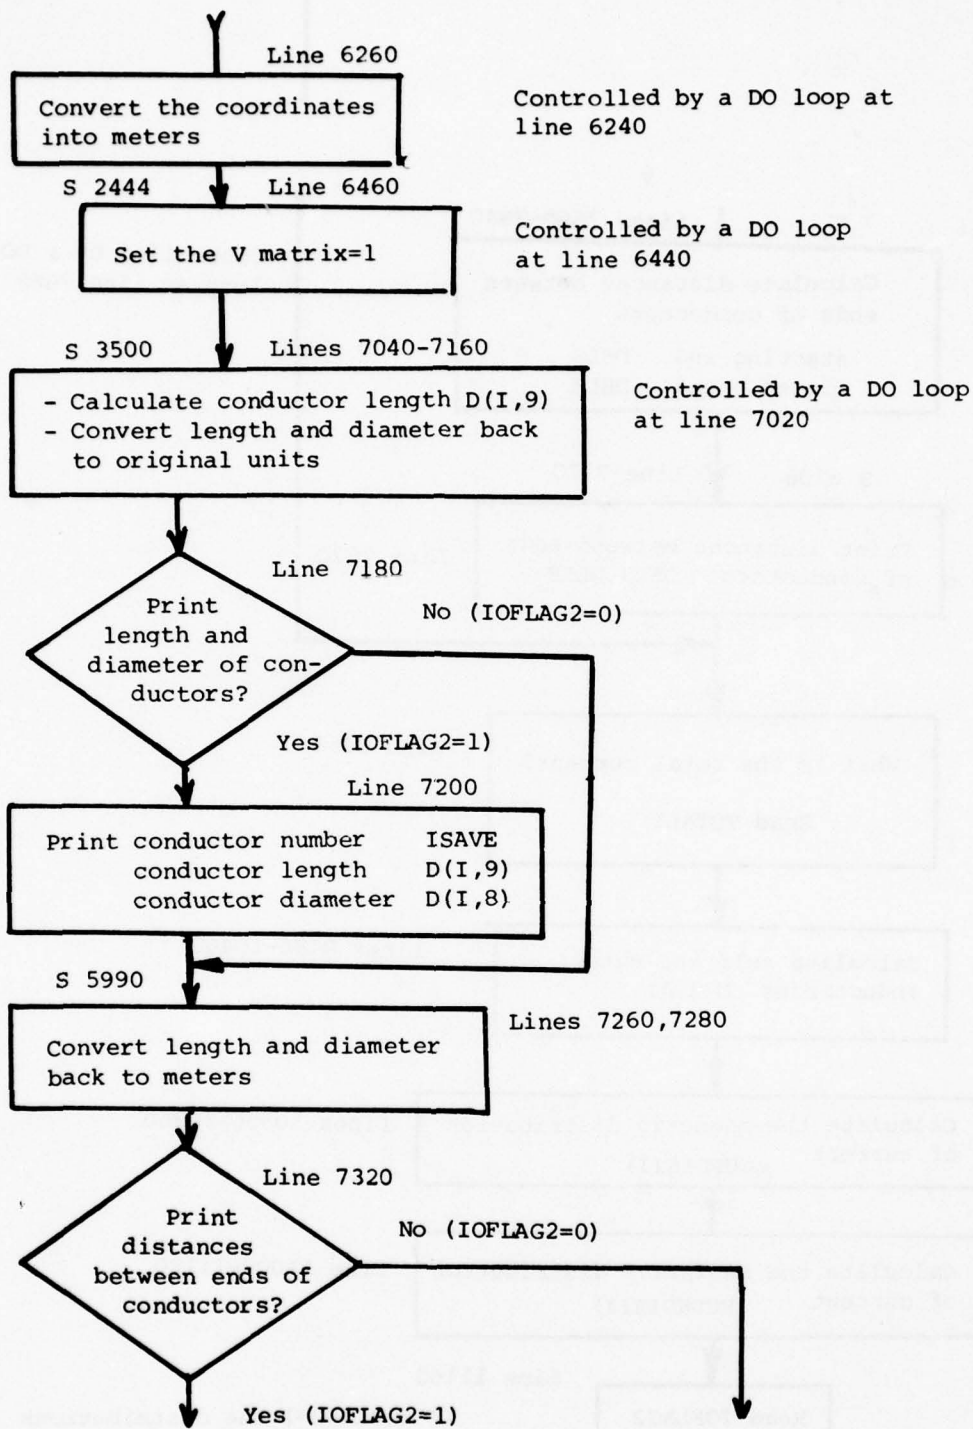 Line 6260
Convert the coordinates
into meters
Controlled by a DO loop at
line 6240
S 2444 Line 6460
Set the V matrix=1
Controlled by a DO loop
at line 6440
S 3500 Lines 7040-7160
- Calculate conductor length D(I,9)
- Convert length and diameter back
to original units
Controlled by a DO loop
at line 7020
Line 7180
Print
length and
diameter of con-
ductors?
No (IOFLAG2=0)
Yes (IOFLAG2=1)
Line 7200
Print conductor number ISAVE
conductor length D(I,9)
conductor diameter D(I,8)
S 5990
Lines 7260,7280
Convert length and diameter
back to meters
Line 7320
Print
distances
between ends of
conductors?
No (IOFLAG2=0)
Yes (IOFLAG2=1)